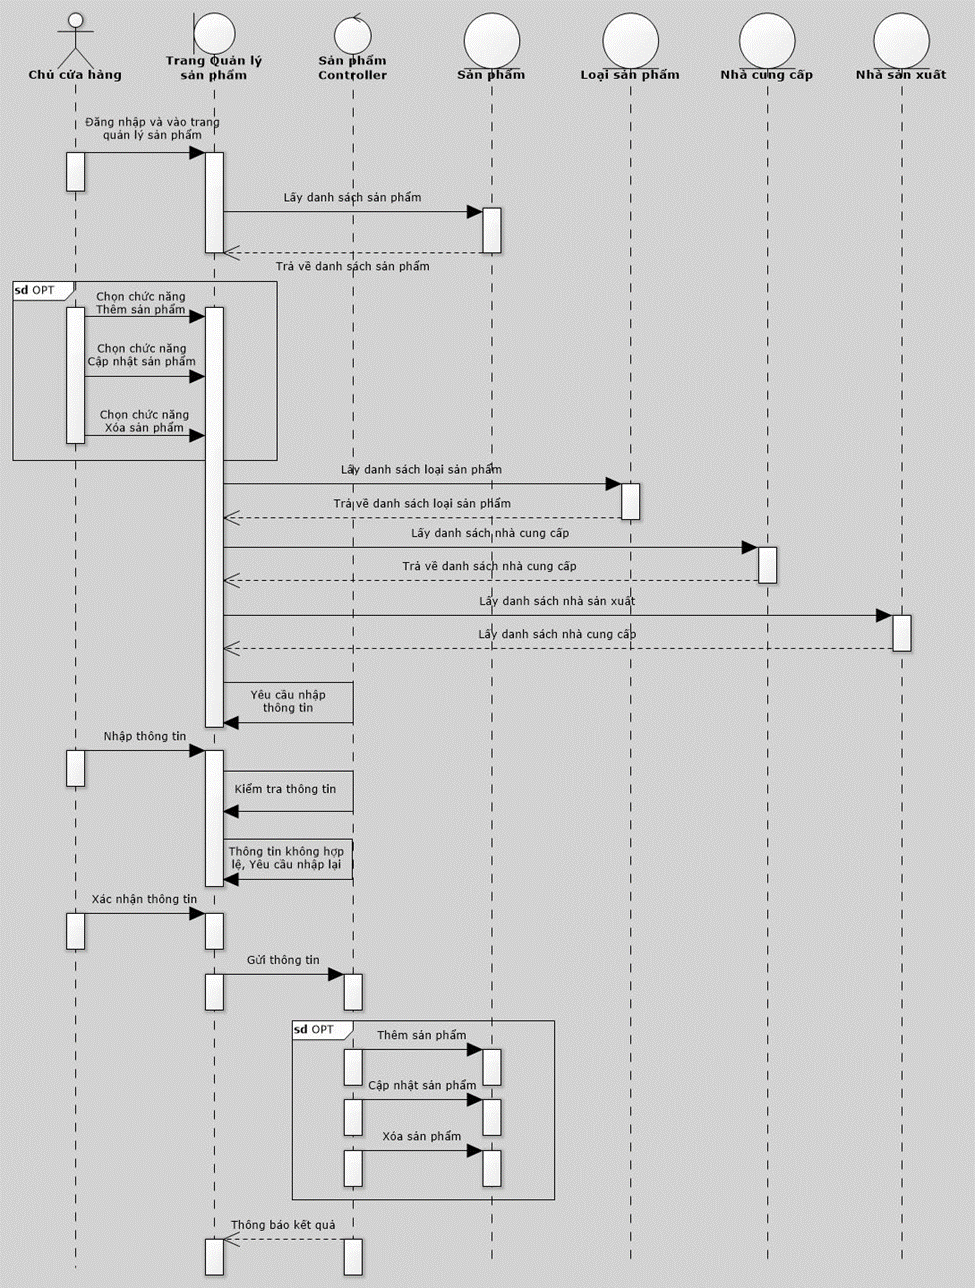 Chủ cửa hàng
Trang Quản lý
sản phẩm
Sản phẩm
Controller
Sản phẩm
Loại sản phẩm
Nhà cung cấp
Nhà sản xuất
Đăng nhập và vào trang
quản lý sản phẩm
Lấy danh sách sản phẩm
Trả về danh sách sản phẩm
sd OPT
Chọn chức năng
Thêm sản phẩm
Chọn chức năng
Cập nhật sản phẩm
Chọn chức năng
Xóa sản phẩm
Lấy danh sách loại sản phẩm
Trả về danh sách loại sản phẩm
Lấy danh sách nhà cung cấp
Trả về danh sách nhà cung cấp
Lấy danh sách nhà sản xuất
Lấy danh sách nhà cung cấp
Yêu cầu nhập
thông tin
Nhập thông tin
Kiểm tra thông tin
Thông tin không hợp
lệ, Yêu cầu nhập lại
Xác nhận thông tin
Gửi thông tin
sd OPT
Thêm sản phẩm
Cập nhật sản phẩm
Xóa sản phẩm
Thông báo kết quả